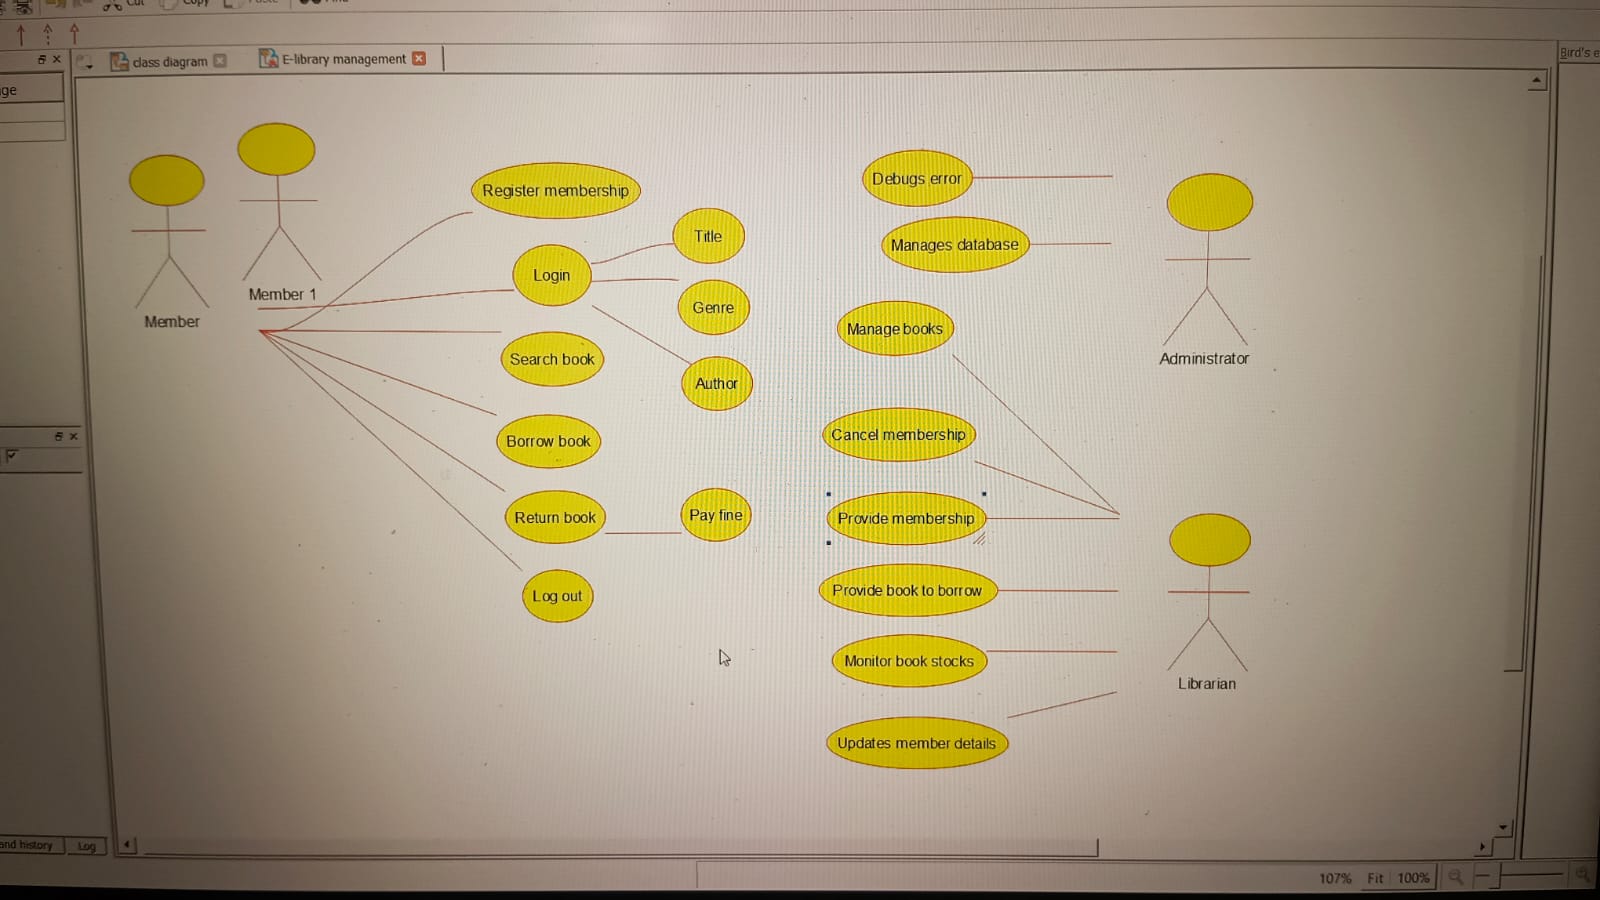 Cut
Copy
class diagram
E-library management
Bird's e
ge
Register membership
Title
Login
Genre
Search book
Author
Borrow book
Return book
Pay fine
Log out
Member 1
Member
Debugs error
Manages database
Manage books
Administrator
Cancel membership
Provide membership
Provide book to borrow
Monitor book stocks
Librarian
Updates member details
and history
Log
107%
Fit
100%